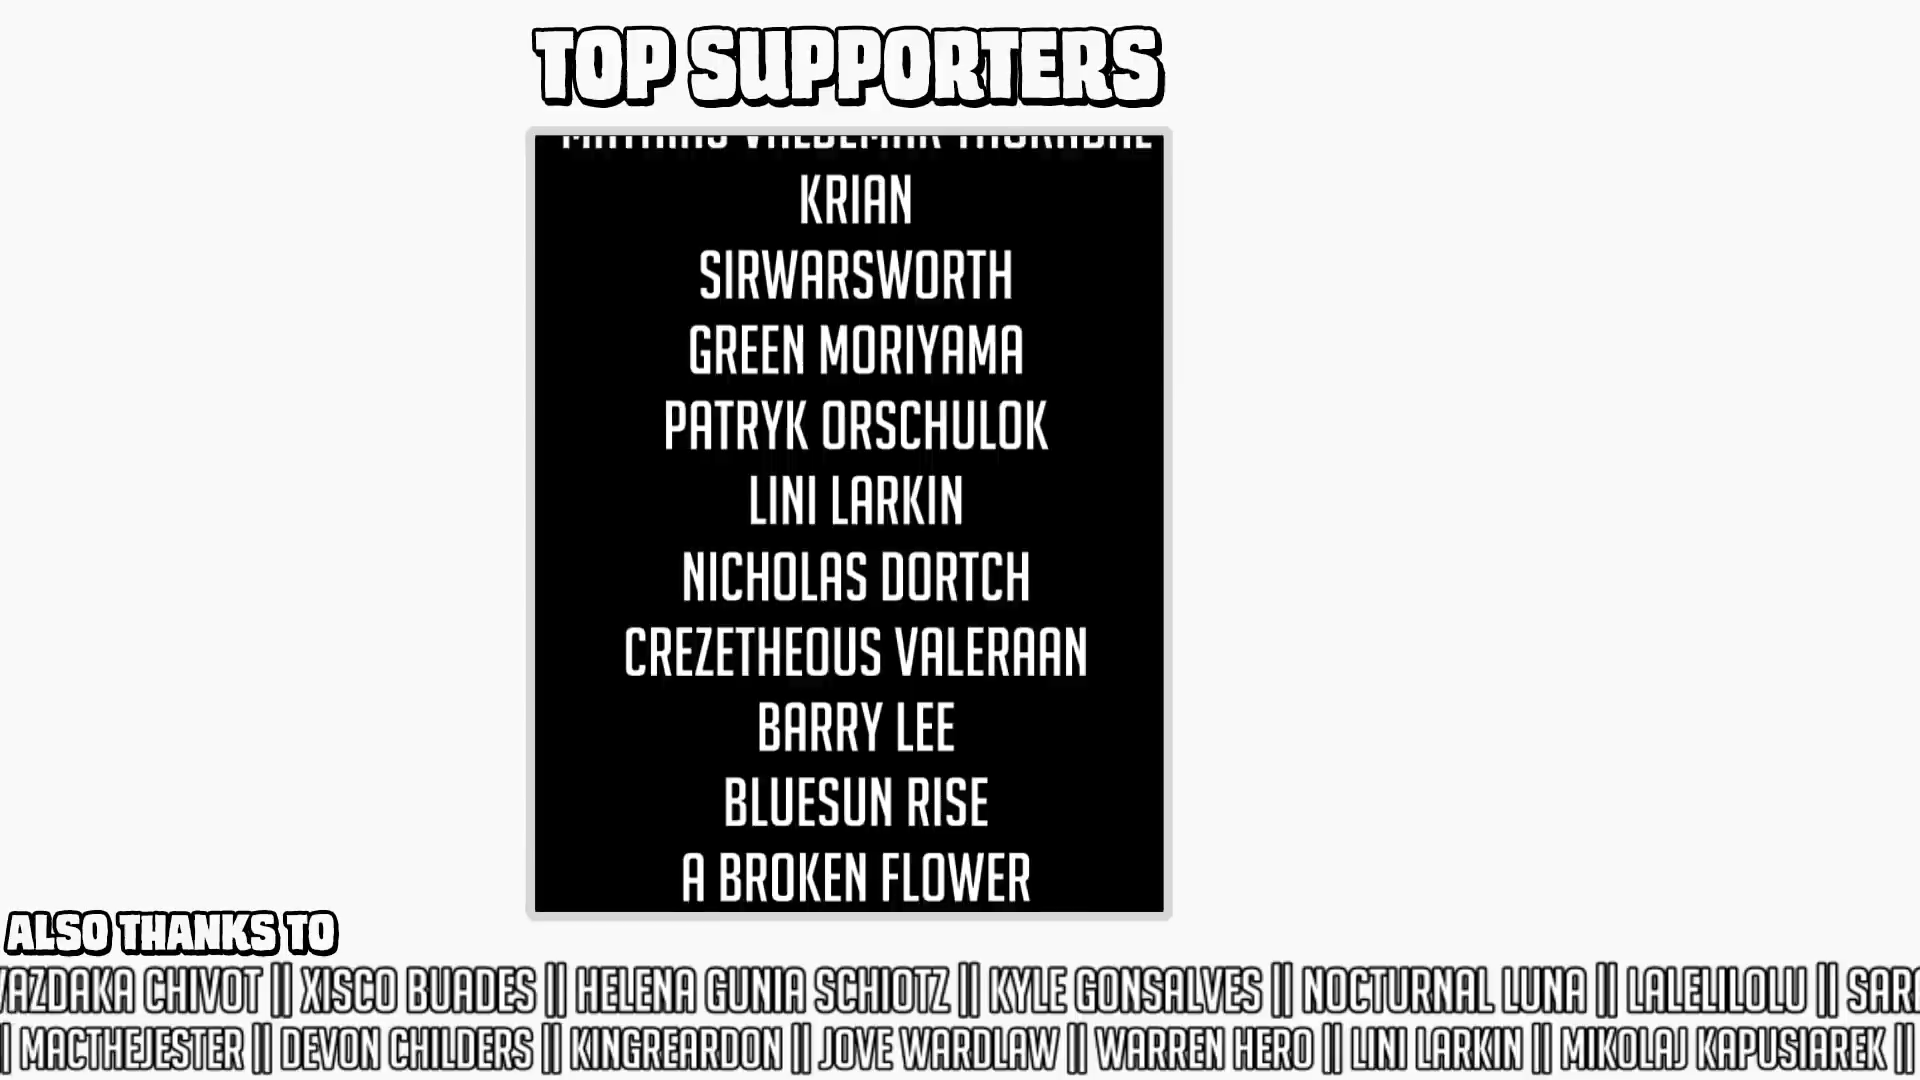 TOP SUPPORTERS
VALDEMAR
KRIAN
SIRWARSWORTH
GREEN MORIYAMA
PATRYK ORSCHULOK
LINI LARKIN
NICHOLAS DORTCH
CREZETHEOUS VALERAAN
BARRY LEE
BLUESUN RISE
A BROKEN FLOWER
ALSO THANKS TO
CHIVOT || XISCO BUADES || HELENA GUNIA SCHIOTZ || KYLE GONSALVES || NOCTURNAL LUNA || LALELILOLU ||
|| MACTHEJESTER || DEVON CHILDERS || KINGREARDON || JOVE WARDLAW || WARREN HERO || LINI LARKIN || MIKOLAJ KAPUSIAREK ||